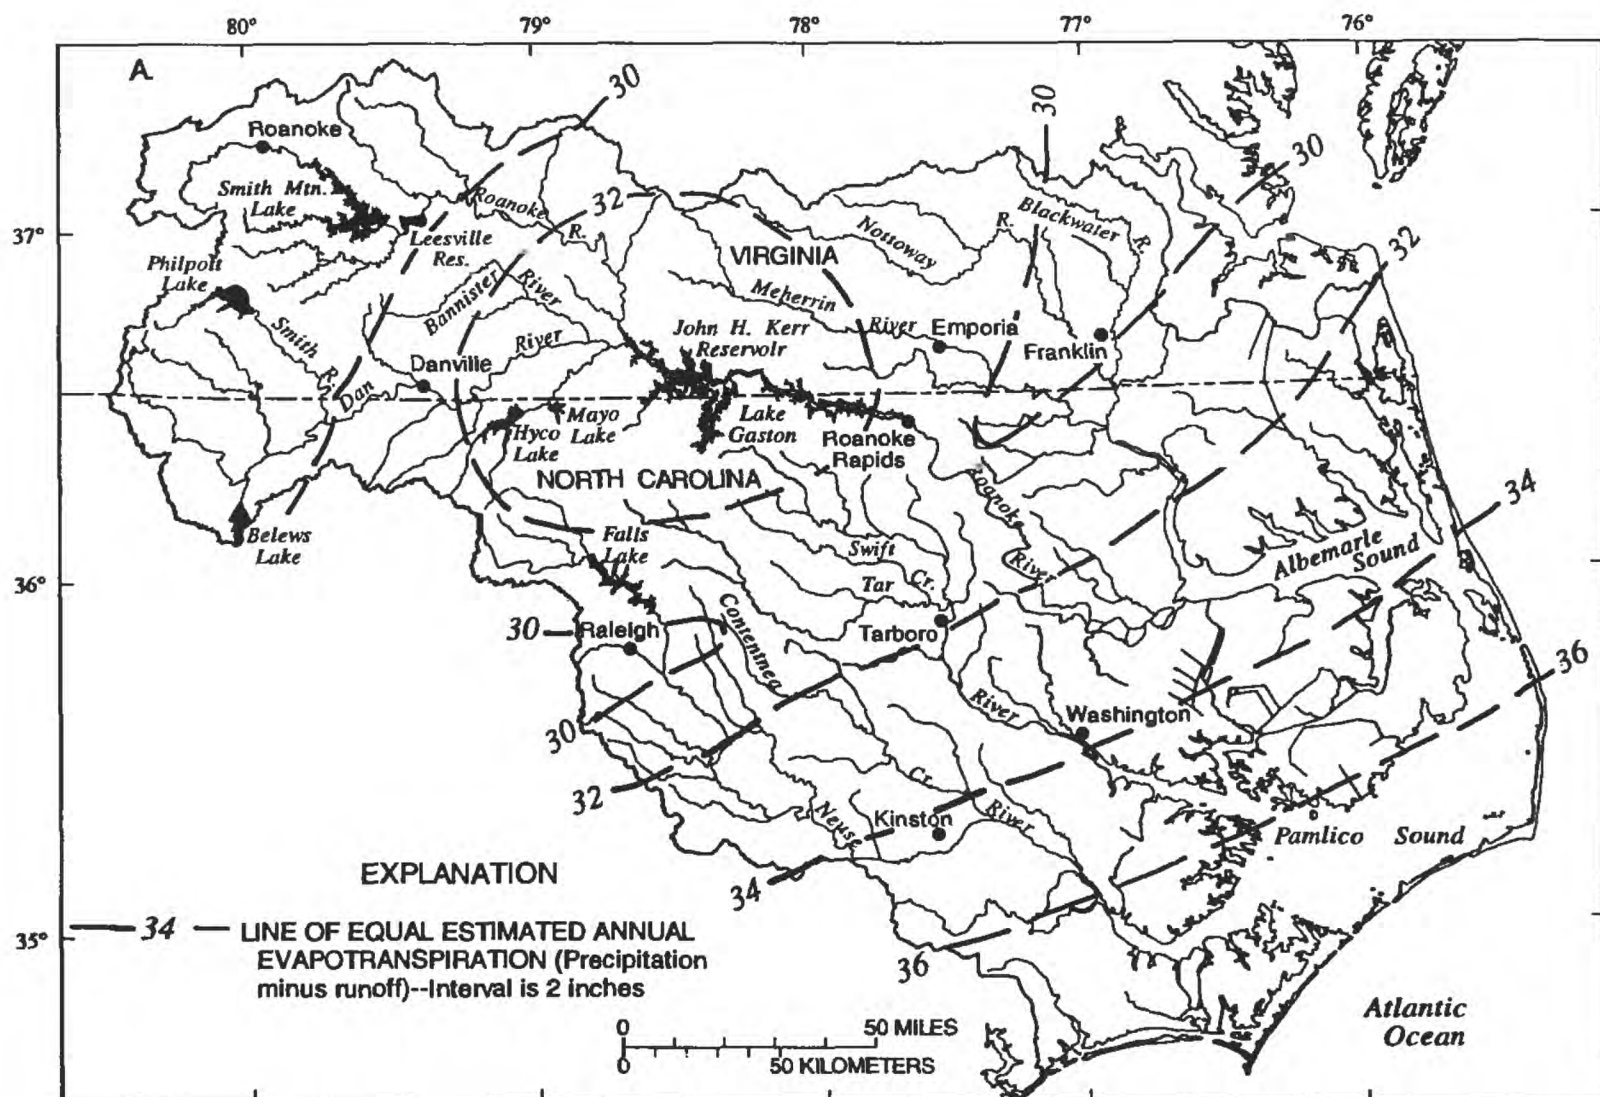 80°
79°
78°
77°
76°
A
30
30
30
Roanoke
Smith Mtn.
Lake
Roanoke
R.
32
Blackwater
R.
R.
37°
Leesville
Res.
VIRGINIA
Nottoway
32
Philpott
Lake
Bannister
River
Meherrin
River
Emporia
Smith
R.
River
John H. Kerr
Reservoir
Franklin
Danville
Dan
Mayo
Lake
Hyco
Lake
Lake
Gaston
Roanoke
Rapids
NORTH CAROLINA
Roanoke
River
34
Belews
Lake
Falls
Lake
Swift
Cr.
Albemarle
Sound
36°
Tar
30
Raleigh
Contentnea
Tarboro
36
30
River
Washington
32
Cr.
Neuse
Kinston
River
Pamlico Sound
34
36
EXPLANATION
34
LINE OF EQUAL ESTIMATED ANNUAL
EVAPOTRANSPIRATION (Precipitation
minus runoff)--Interval is 2 inches
35°
0 50 MILES
0 50 KILOMETERS
Atlantic
Ocean